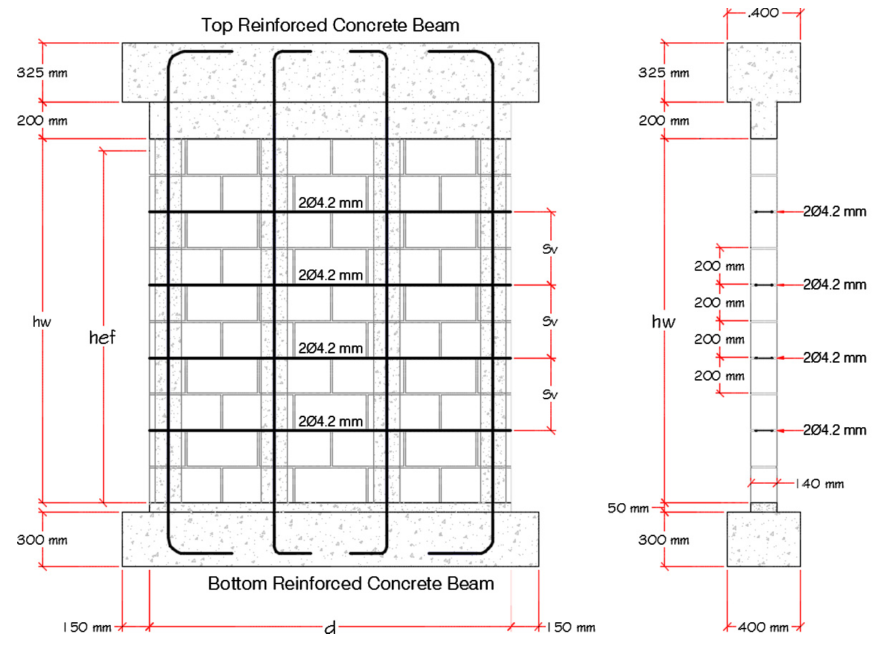 Top Reinforced Concrete Beam
.400
325 mm
325 mm
200 mm
200 mm
2Ø4.2 mm
2Ø4.2 mm
Sv
200 mm
2Ø4.2 mm
2Ø4.2 mm
200 mm
hw
hef
Sv
hw
200 mm
2Ø4.2 mm
2Ø4.2 mm
200 mm
Sv
2Ø4.2 mm
2Ø4.2 mm
140 mm
50 mm
300 mm
300 mm
Bottom Reinforced Concrete Beam
150 mm
d
150 mm
400 mm